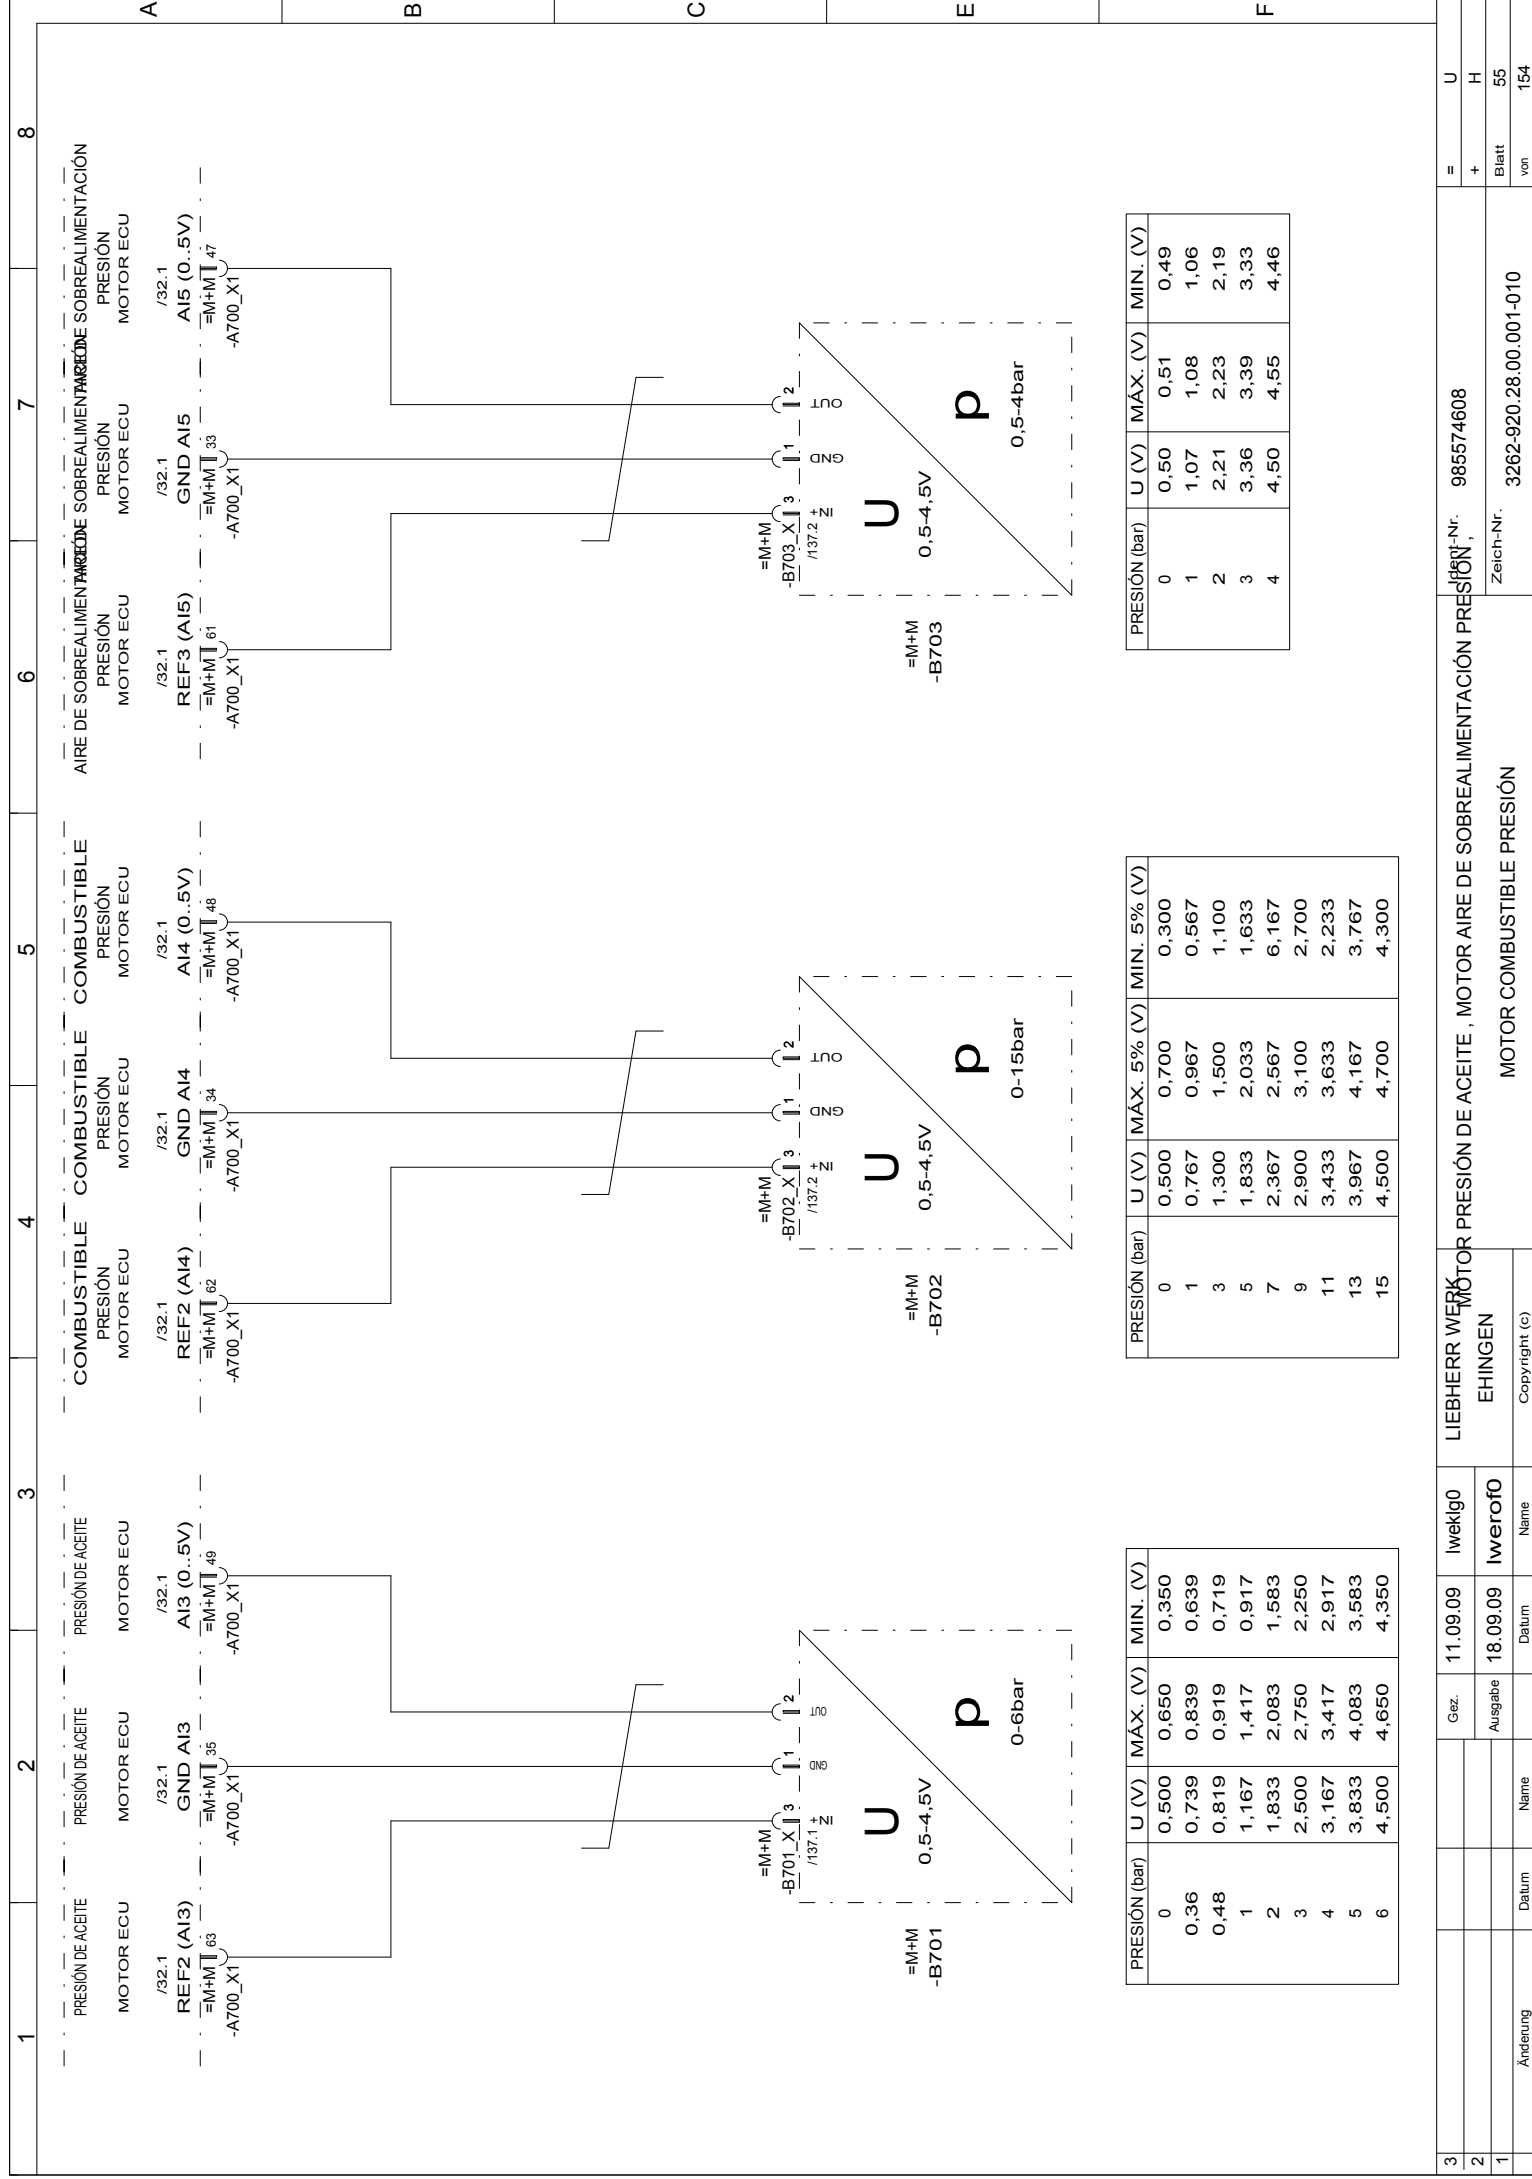 1 2 3 4 5 6 7 8
A
B
C
E
F
PRESIÓN DE ACEITE
MOTOR ECU
/32.1
REF2 (AI3)
=M+M 63
-A700_X1
PRESIÓN DE ACEITE
MOTOR ECU
/32.1
GND AI3
=M+M 35
-A700_X1
PRESIÓN DE ACEITE
MOTOR ECU
/32.1
AI3 (0..5V)
=M+M 49
-A700_X1
COMBUSTIBLE
PRESIÓN
MOTOR ECU
/32.1
REF2 (AI4)
=M+M 62
-A700_X1
COMBUSTIBLE
PRESIÓN
MOTOR ECU
/32.1
GND AI4
=M+M 34
-A700_X1
COMBUSTIBLE
PRESIÓN
MOTOR ECU
/32.1
AI4 (0..5V)
=M+M 48
-A700_X1
AIRE DE SOBREALIMENTACIÓN
PRESIÓN
MOTOR ECU
/32.1
REF3 (AI5)
=M+M 61
-A700_X1
AIRE DE SOBREALIMENTACIÓN
PRESIÓN
MOTOR ECU
/32.1
GND AI5
=M+M 33
-A700_X1
AIRE DE SOBREALIMENTACIÓN
PRESIÓN
MOTOR ECU
/32.1
AI5 (0..5V)
=M+M 47
-A700_X1
=M+M
-B701_X 3 1 2
/137.1 IN+ GND OUT
=M+M
-B701
U
0,5-4,5V
p
0-6bar
=M+M
-B702_X 3 1 2
/137.2 IN+ GND OUT
=M+M
-B702
U
0,5-4,5V
p
0-15bar
=M+M
-B703_X 3 1 2
/137.2 IN+ GND OUT
=M+M
-B703
U
0,5-4,5V
p
0,5-4bar
PRESIÓN (bar) U (V) MÁX. (V) MIN. (V)
0 0,500 0,650 0,350
0,36 0,739 0,839 0,639
0,48 0,819 0,919 0,719
1 1,167 1,417 0,917
2 1,833 2,083 1,583
3 2,500 2,750 2,250
4 3,167 3,417 2,917
5 3,833 4,083 3,583
6 4,500 4,650 4,350
PRESIÓN (bar) U (V) MÁX. 5% (V) MIN. 5% (V)
0 0,500 0,700 0,300
1 0,767 0,967 0,567
3 1,300 1,500 1,100
5 1,833 2,033 1,633
7 2,367 2,567 6,167
9 2,900 3,100 2,700
11 3,433 3,633 2,233
13 3,967 4,167 3,767
15 4,500 4,700 4,300
PRESIÓN (bar) U (V) MÁX. (V) MIN. (V)
0 0,50 0,51 0,49
1 1,07 1,08 1,06
2 2,21 2,23 2,19
3 3,36 3,39 3,33
4 4,50 4,55 4,46
3
2
1
Änderung Datum Name
Gez. 11.09.09 lweklg0
Ausgabe 18.09.09 lwerof0
Datum Name
LIEBHERR WERK
EHINGEN
Copyright (c)
MOTOR PRESIÓN DE ACEITE , MOTOR AIRE DE SOBREALIMENTACIÓN PRESIÓN ,
MOTOR COMBUSTIBLE PRESIÓN
Ident-Nr. 985574608
Zeich-Nr. 3262-920.28.00.001-010
= U
+ H
Blatt 55
von 154